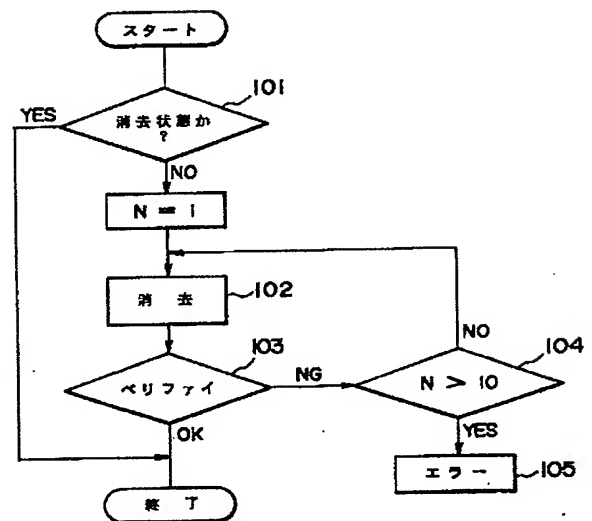 スタート
101
YES
消去状態か
?
NO
N = 1
消 去
102
NO
103
104
ベリファイ
NG
N > 10
OK
YES
エラー
105
終 了